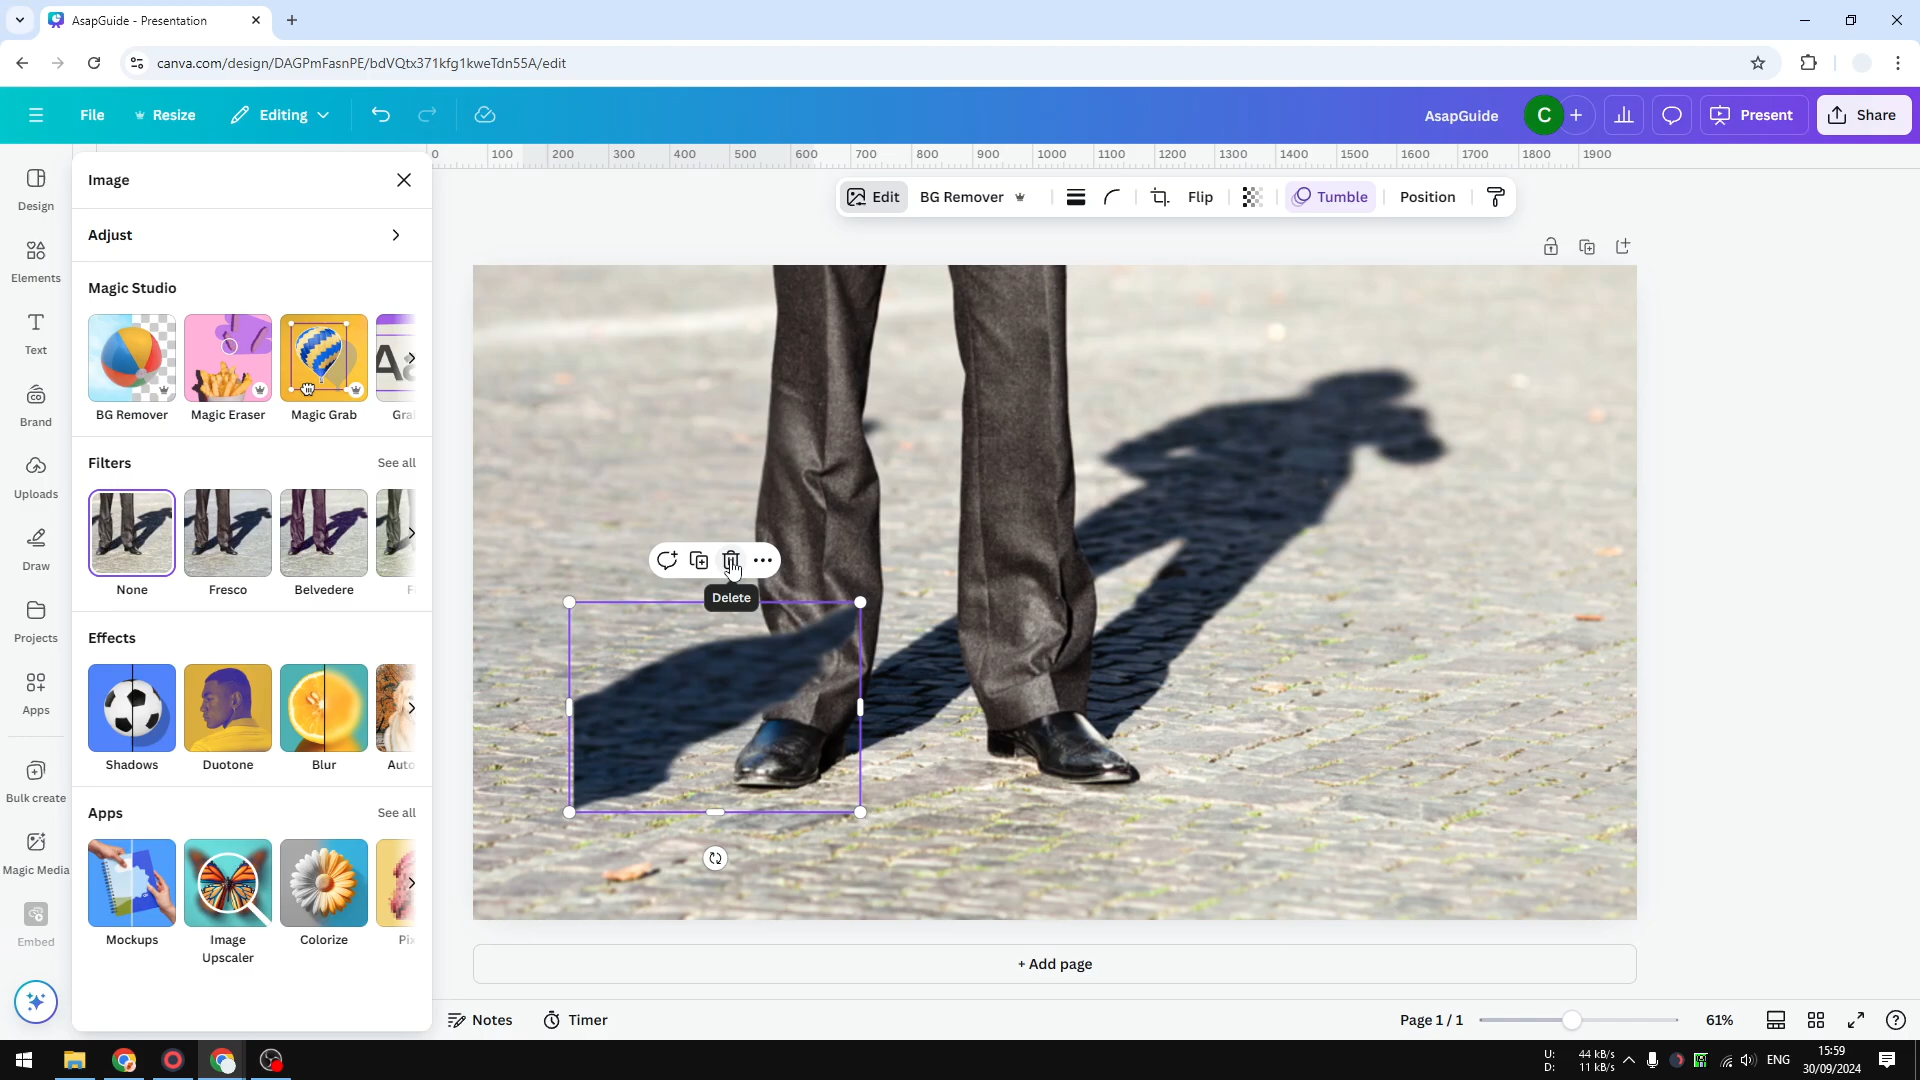 AsapGuide - Presentation
canva.com/design/DAGPmFasnPE/bdVQtx371kfg1kweTdn55A/edit
File
Resize
Editing
AsapGuide
C
Present
Share
0 100 200 300 400 500 600 700 800 900 1000 1100 1200 1300 1400 1500 1600 1700 1800 1900
Design
Elements
Text
Brand
Uploads
Draw
Projects
Apps
Bulk create
Magic Media
Embed
Image
Adjust
Magic Studio
BG Remover
Magic Eraser
Magic Grab
Filters
See all
None
Fresco
Belvedere
Effects
Shadows
Duotone
Blur
Apps
See all
Mockups
Image
Upscaler
Colorize
Edit
BG Remover
Flip
Tumble
Position
Delete
+ Add page
Notes
Timer
Page 1 / 1
61%
U: 44 kB/s
D: 11 kB/s
ENG
15:59
30/09/2024